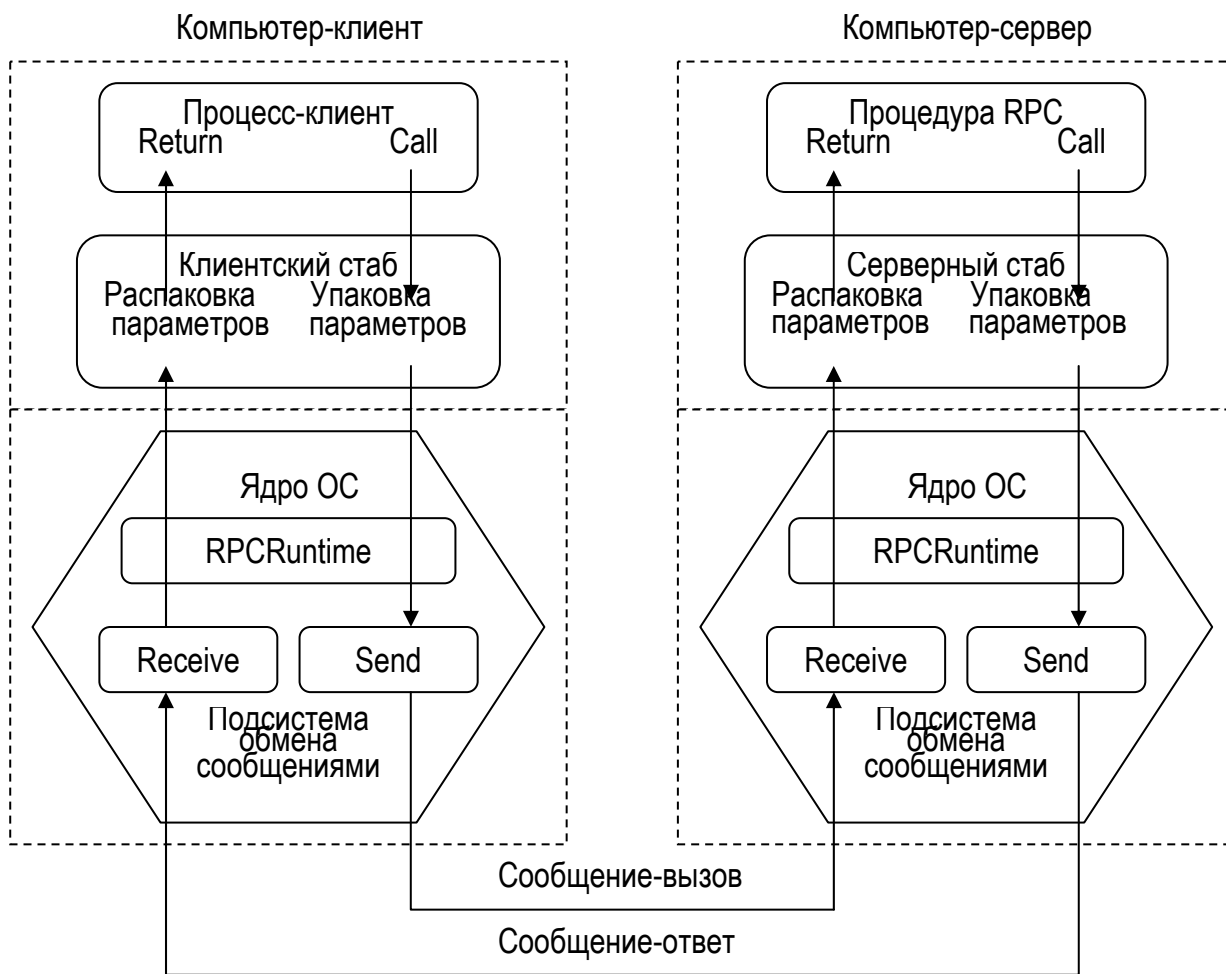 Компьютер-клиент
Компьютер-сервер
Процесс-клиент
Return Call
Процедура RPC
Return Call
Клиентский стаб
Распаковка Упаковка
параметров параметров
Серверный стаб
Распаковка Упаковка
параметров параметров
Ядро ОС
RPCRuntime
Receive Send
Подсистема
обмена
сообщениями
Ядро ОС
RPCRuntime
Receive Send
Подсистема
обмена
сообщениями
Сообщение-вызов
Сообщение-ответ